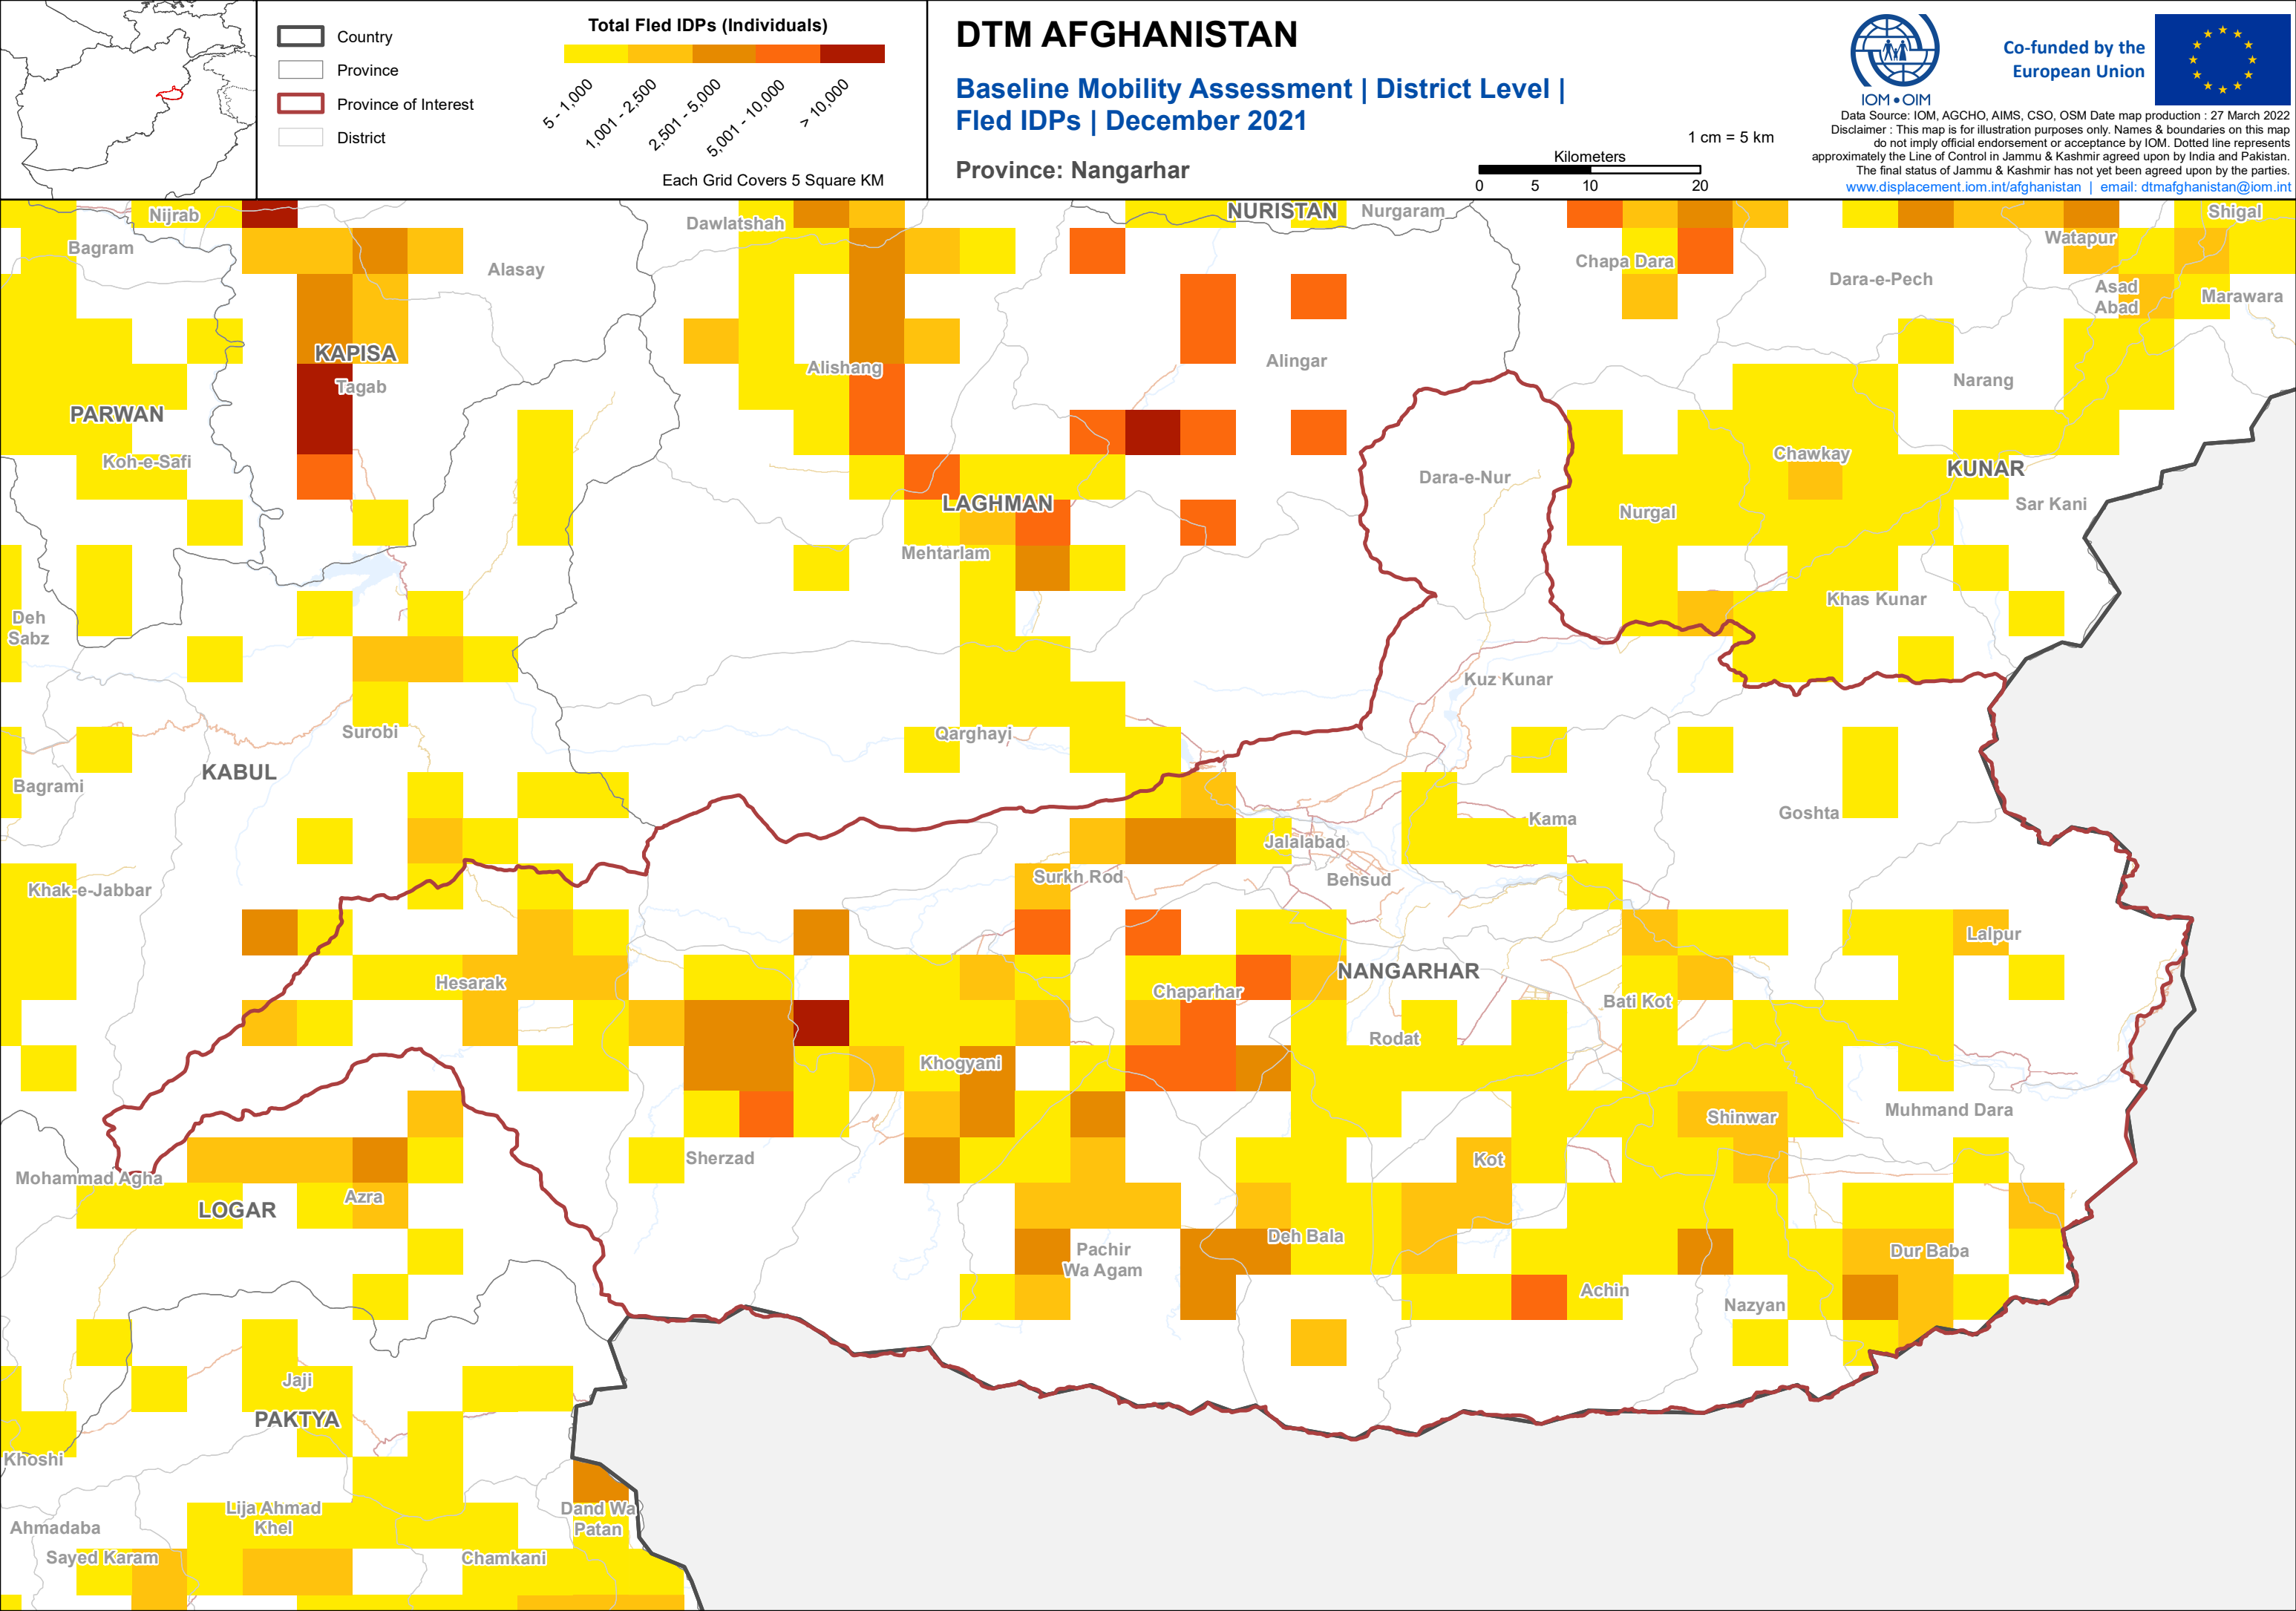 Country
Province
Province of Interest
District
Total Fled IDPs (Individuals)
5 - 1,000
1,001 - 2,500
2,501 - 5,000
5,001 - 10,000
> 10,000
Each Grid Covers 5 Square KM
DTM AFGHANISTAN
Baseline Mobility Assessment | District Level |
Fled IDPs | December 2021
Province: Nangarhar
1 cm = 5 km
Kilometers
0 5 10 20
IOM • OIM
Co-funded by the
European Union
Data Source: IOM, AGCHO, AIMS, CSO, OSM Date map production : 27 March 2022
Disclaimer : This map is for illustration purposes only. Names & boundaries on this map
do not imply official endorsement or acceptance by IOM. Dotted line represents
approximately the Line of Control in Jammu & Kashmir agreed upon by India and Pakistan.
The final status of Jammu & Kashmir has not yet been agreed upon by the parties.
www.displacement.iom.int/afghanistan | email: dtmafghanistan@iom.int
Nijrab
Dawlatshah
NURISTAN
Nurgaram
Shigal
Bagram
Alasay
Chapa Dara
Watapur
Dara-e-Pech
Asad
Abad
Marawara
KAPISA
Tagab
Alishang
Alingar
Narang
PARWAN
Koh-e-Safi
Chawkay
KUNAR
Dara-e-Nur
LAGHMAN
Nurgal
Sar Kani
Mehtarlam
Deh
Sabz
Khas Kunar
Kuz Kunar
Surobi
Qarghayi
KABUL
Bagrami
Kama
Goshta
Jalalabad
Khak-e-Jabbar
Surkh Rod
Behsud
Lalpur
Hesarak
Chaparhar
NANGARHAR
Bati Kot
Rodat
Khogyani
Shinwar
Muhmand Dara
Mohammad Agha
Sherzad
Kot
Azra
LOGAR
Deh Bala
Pachir
Wa Agam
Dur Baba
Achin
Nazyan
Jaji
PAKTYA
Khoshi
Lija Ahmad
Khel
Dand Wa
Patan
Ahmadaba
Sayed Karam
Chamkani